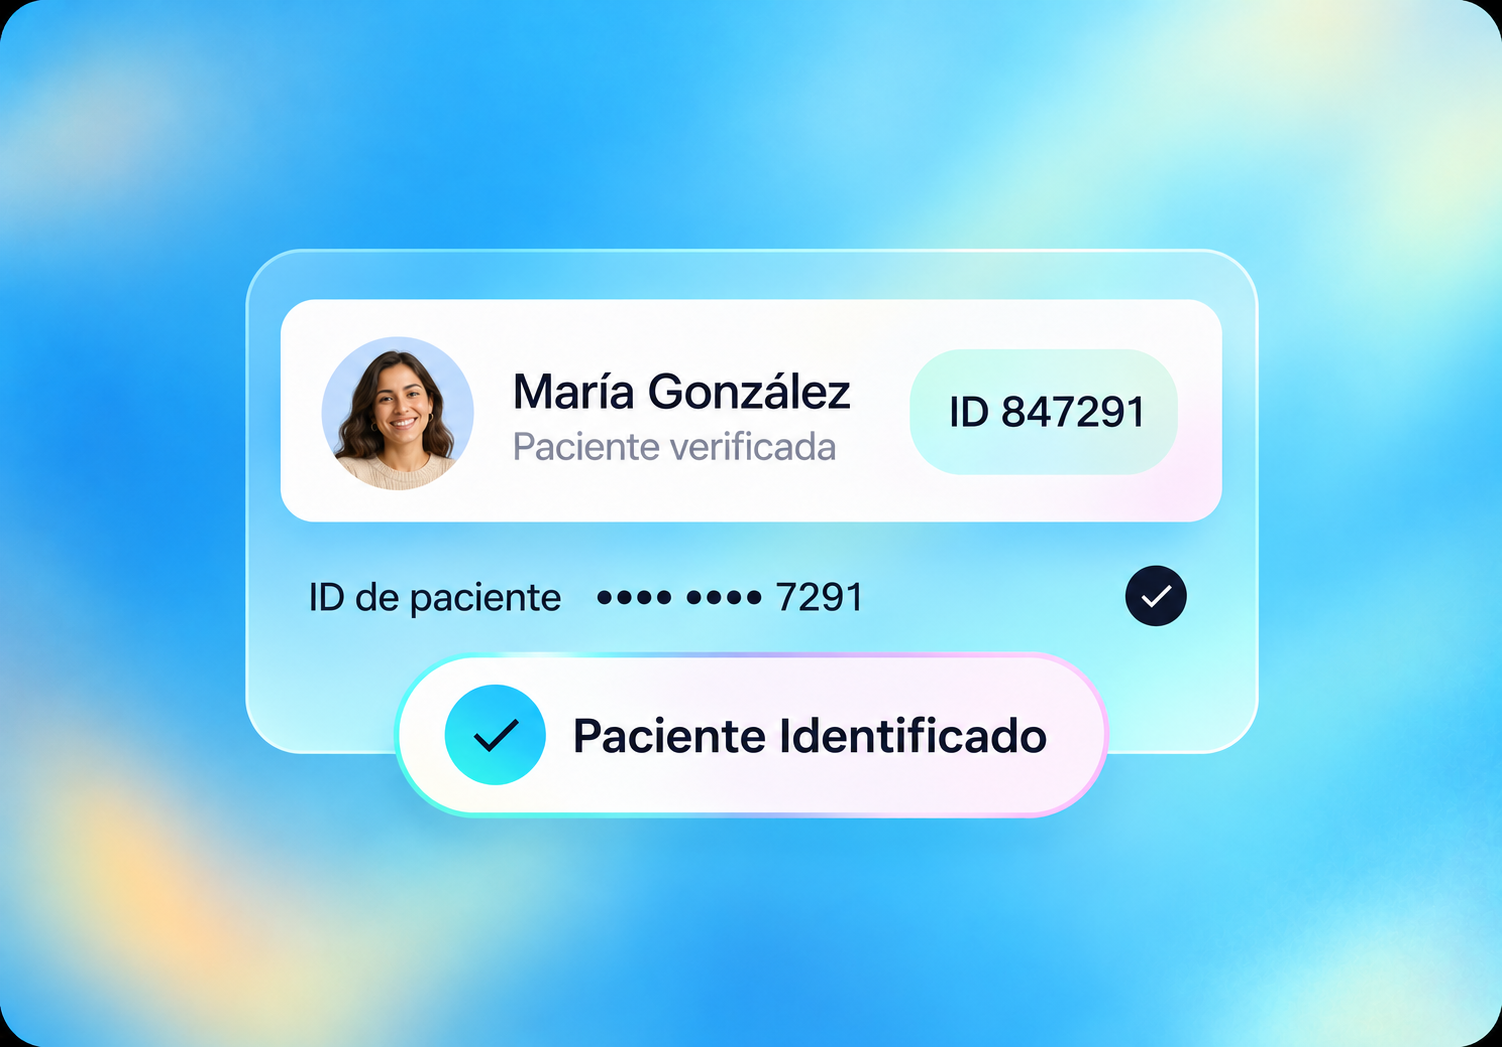 María González
Paciente verificada
ID 847291
ID de paciente •••• •••• 7291
Paciente Identificado